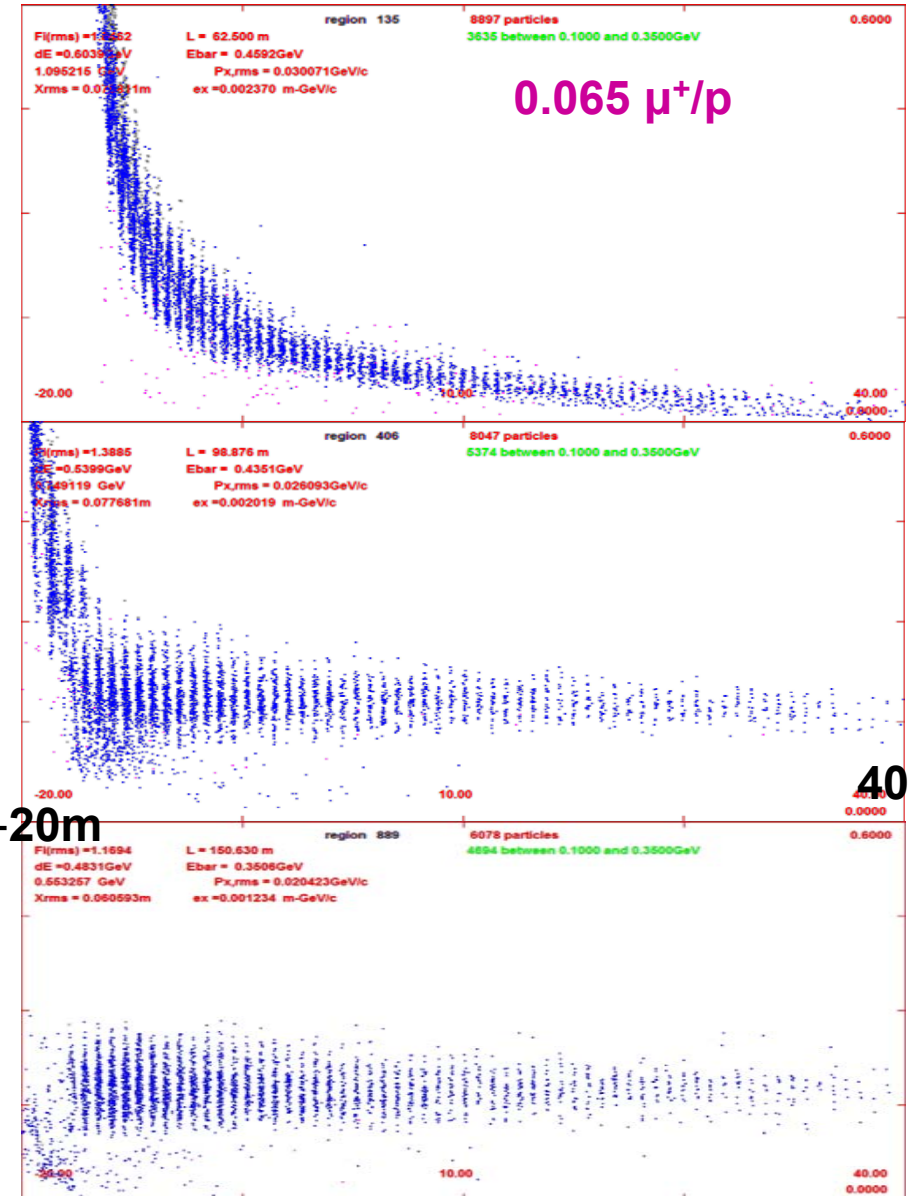 region 135 8897 particles 0.6000
L = 62.500 m 3635 between 0.1000 and 0.3500GeV
Ebar = 0.4592GeV
Px,rms = 0.030071GeV/c
ex =0.002370 m-GeV/c
0.065 μ⁺/p
-20.00 10.00 40.00
0.0000
region 406 8047 particles 0.6000
Fi(rms) =1.3885 L = 98.876 m 5374 between 0.1000 and 0.3500GeV
dE =0.5399GeV Ebar = 0.4351GeV
GeV Px,rms = 0.026093GeV/c
Xrms = 0.077681m ex =0.002019 m-GeV/c
-20.00 10.00 40
0.0000
-20m
region 889 6078 particles 0.6000
Fi(rms) =1.1694 L = 150.630 m 4694 between 0.1000 and 0.3500GeV
dE =0.4831GeV Ebar = 0.3506GeV
0.553257 GeV Px,rms = 0.020423GeV/c
Xrms = 0.060593m ex =0.001234 m-GeV/c
-20.00 10.00 40.00
0.0000